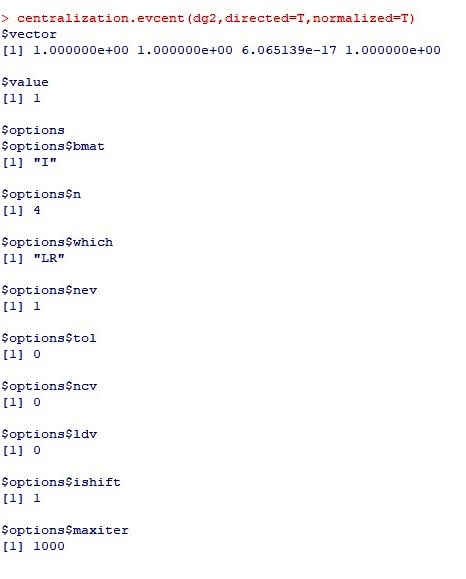 > centralization.evcent(dg2,directed=T,normalized=T)
$vector
[1] 1.000000e+00 1.000000e+00 6.065139e-17 1.000000e+00
$value
[1] 1
$options
$options$bmat
[1] "I"
$options$n
[1] 4
$options$which
[1] "LR"
$options$nev
[1] 1
$options$tol
[1] 0
$options$ncv
[1] 0
$options$ldv
[1] 0
$options$ishift
[1] 1
$options$maxiter
[1] 1000